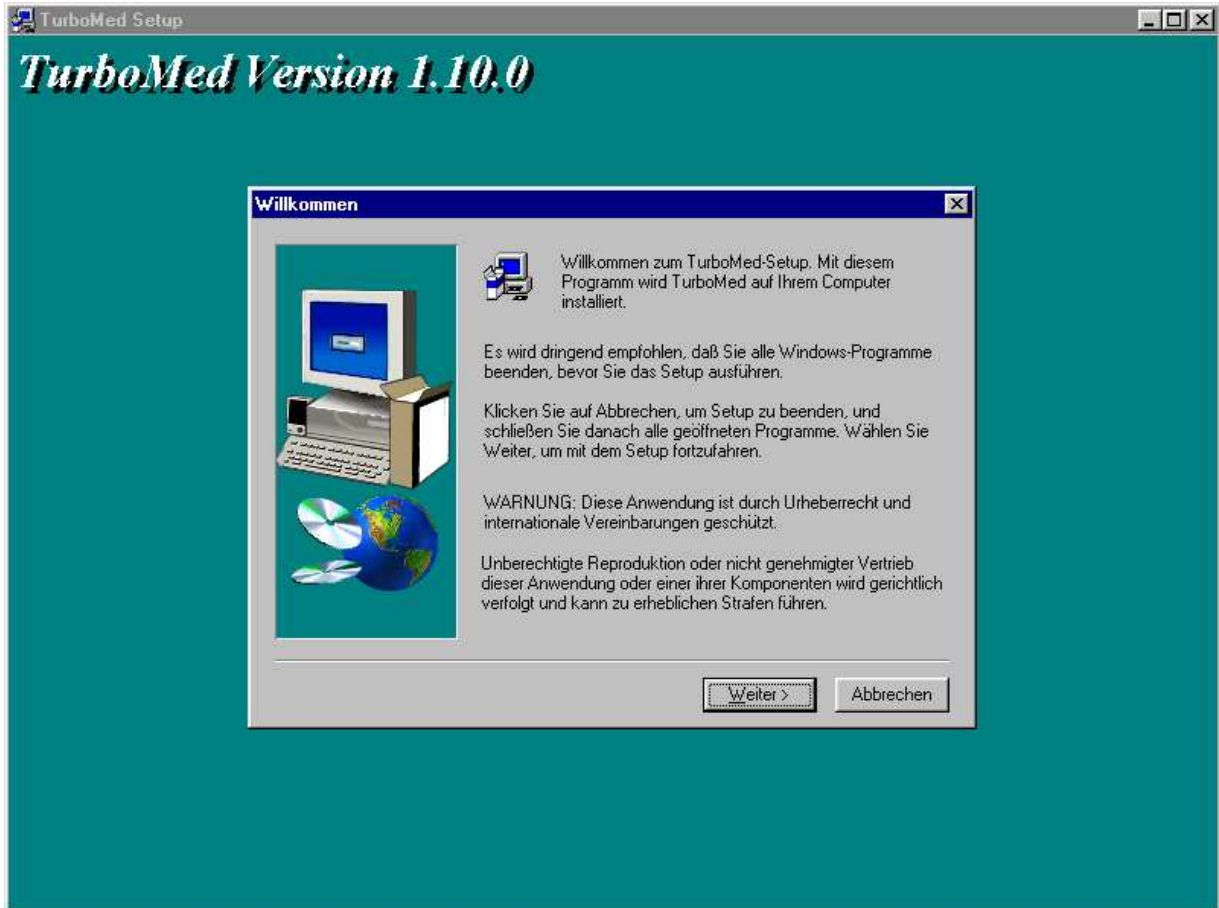 TurboMed Setup
TurboMed Version 1.10.0
Willkommen
Willkommen zum TurboMed-Setup. Mit diesem
Programm wird TurboMed auf Ihrem Computer
installiert.
Es wird dringend empfohlen, daß Sie alle Windows-Programme
beenden, bevor Sie das Setup ausführen.
Klicken Sie auf Abbrechen, um Setup zu beenden, und
schließen Sie danach alle geöffneten Programme. Wählen Sie
Weiter, um mit dem Setup fortzufahren.
WARNUNG: Diese Anwendung ist durch Urheberrecht und
internationale Vereinbarungen geschützt.
Unberechtigte Reproduktion oder nicht genehmigter Vertrieb
dieser Anwendung oder einer ihrer Komponenten wird gerichtlich
verfolgt und kann zu erheblichen Strafen führen.
Weiter >
Abbrechen